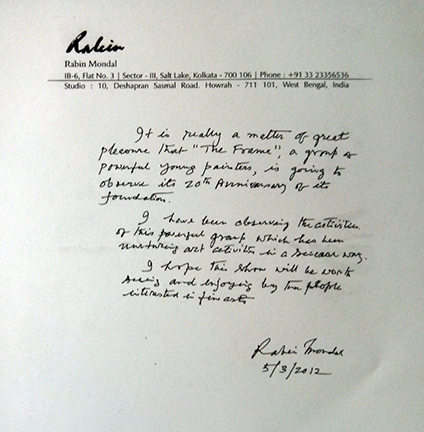 Rabin
Rabin Mondal
IB-6, Flat No. 3 | Sector - III, Salt Lake, Kolkata - 700 106 | Phone : +91 33 23356536
Studio : 10, Deshapran Sasmal Road. Howrah - 711 101, West Bengal, India
It is really a matter of great
pleasure that "The Frame", a group of
powerful young painters, is going to
observe its 20th Anniversary of its
foundation.
I have been observing the activities
of this powerful group which has been
nurturing art activities in a serious way.
I hope this show will be worth
seeing and enjoying by the people
interested in fine arts
Rabin Mondal
5/3/2012